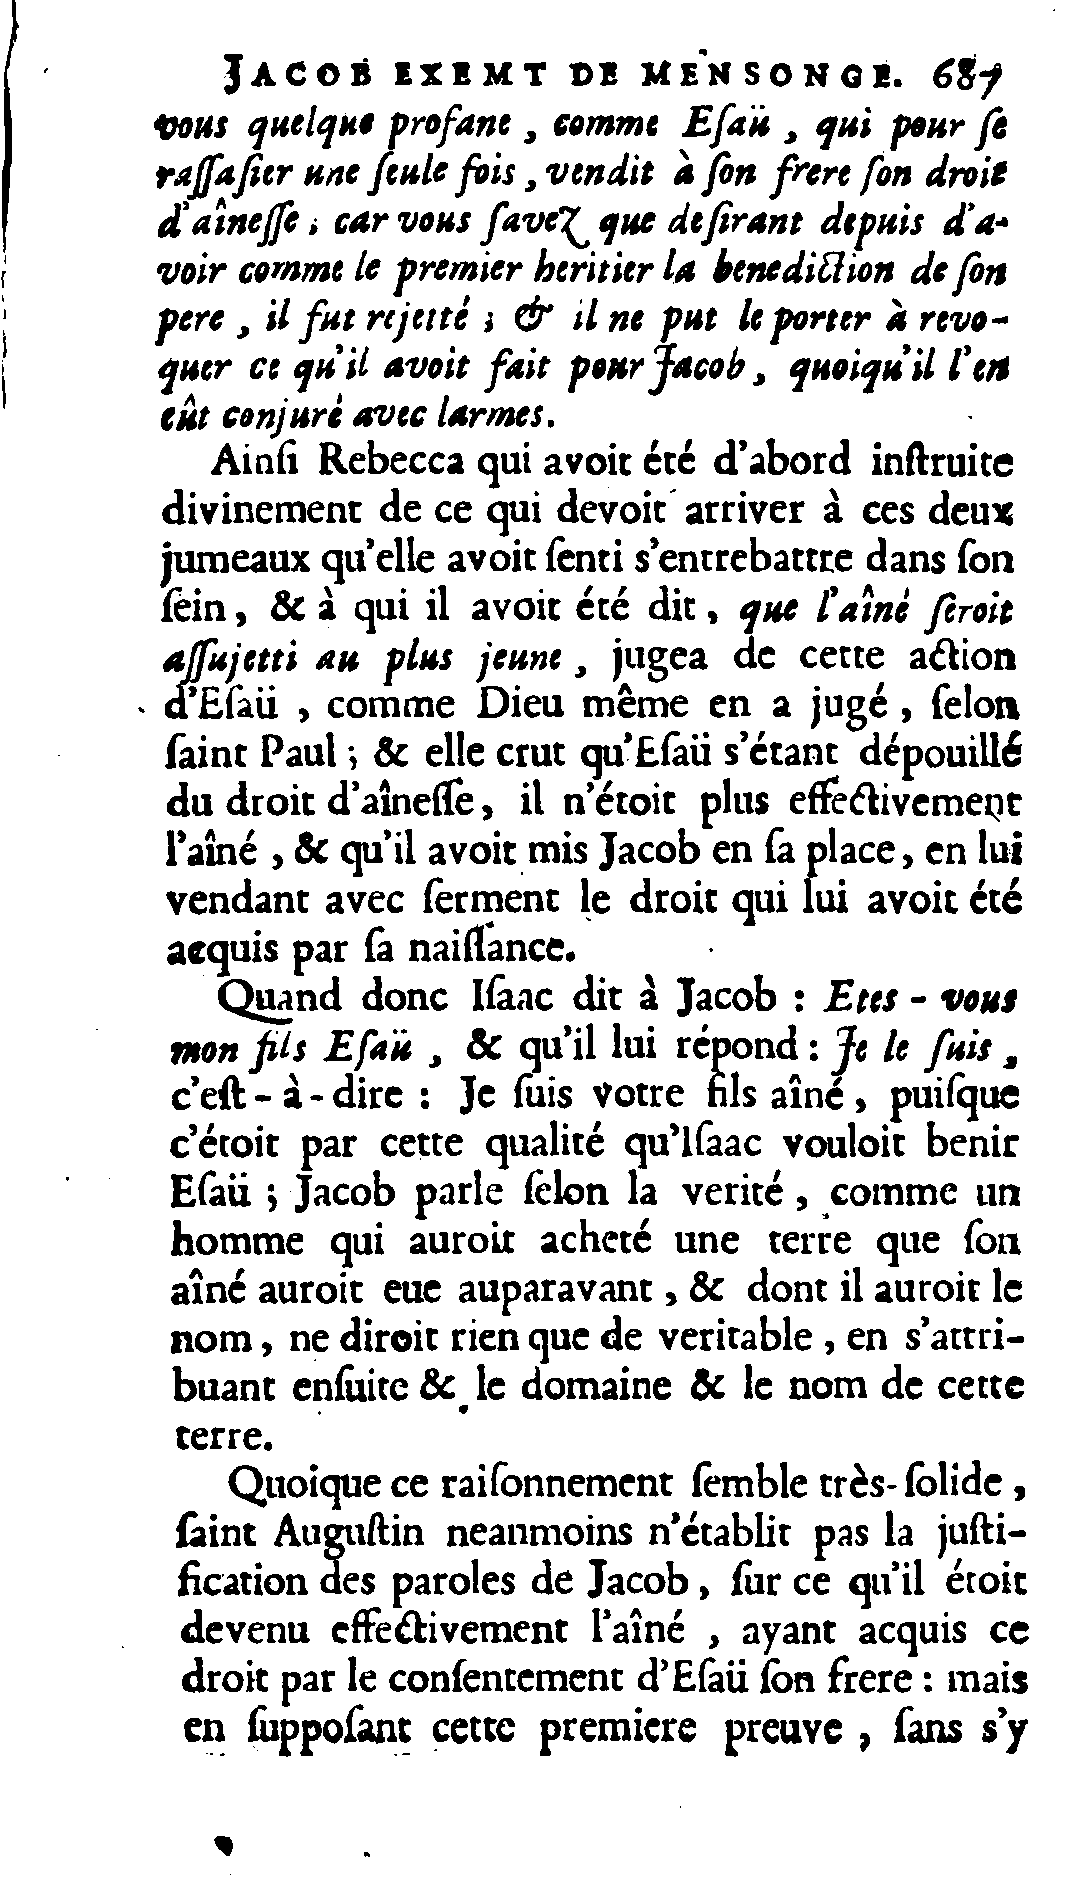 JACOB EXEMT DE MENSONGE. 687
vous quelque profane, comme Eſaü, qui pour ſe
raſſaſier une ſeule fois, vendit à ſon frere ſon droit
d'aîneſſe; car vous ſavez que deſirant depuis d'a-
voir comme le premier heritier la benediction de ſon
pere, il fut rejetté; & il ne put le porter à revo-
quer ce qu'il avoit fait pour Jacob, quoiqu'il l'en
eût conjuré avec larmes.
Ainſi Rebecca qui avoit été d'abord inſtruite
divinement de ce qui devoit arriver à ces deux
jumeaux qu'elle avoit ſenti s'entrebattre dans ſon
ſein, & à qui il avoit été dit, que l'aîné ſeroit
aſſujetti au plus jeune, jugea de cette action
d'Eſaü, comme Dieu même en a jugé, ſelon
ſaint Paul; & elle crut qu'Eſaü s'étant dépouillé
du droit d'aîneſſe, il n'étoit plus effectivement
l'aîné, & qu'il avoit mis Jacob en ſa place, en lui
vendant avec ſerment le droit qui lui avoit été
acquis par ſa naiſſance.
Quand donc Iſaac dit à Jacob : Etes-vous
mon fils Eſaü, & qu'il lui répond : Je le ſuis,
c'eſt-à-dire : Je ſuis votre fils aîné, puiſque
c'étoit par cette qualité qu'Iſaac vouloit benir
Eſaü; Jacob parle ſelon la verité, comme un
homme qui auroit acheté une terre que ſon
aîné auroit eue auparavant, & dont il auroit le
nom, ne diroit rien que de veritable, en s'attri-
buant enſuite & le domaine & le nom de cette
terre.
Quoique ce raiſonnement ſemble très-ſolide,
ſaint Auguſtin neanmoins n'établit pas la juſti-
fication des paroles de Jacob, ſur ce qu'il étoit
devenu effectivement l'aîné, ayant acquis ce
droit par le conſentement d'Eſaü ſon frere : mais
en ſuppoſant cette premiere preuve, ſans s'y